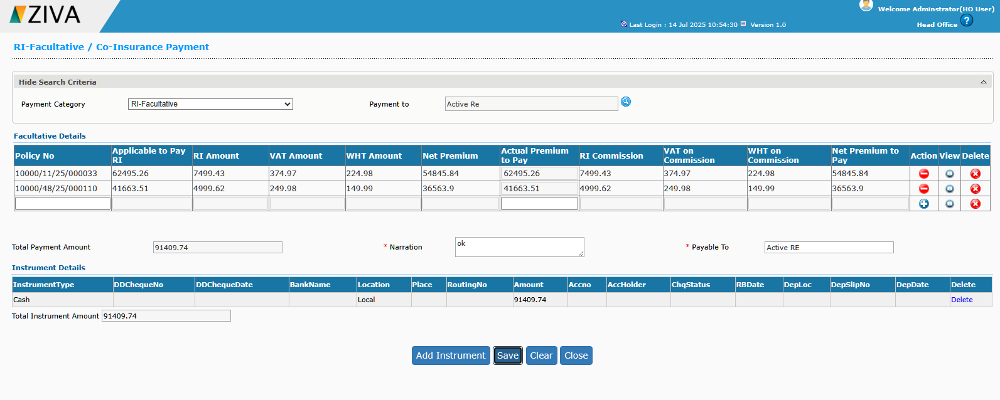 ZIVA
Welcome Adminstrator(HO User)
Last Login : 14 Jul 2025 10:54:30 Version 1.0
Head Office ?
RI-Facultative / Co-Insurance Payment
Hide Search Criteria
Payment Category RI-Facultative Payment to Active Re
Facultative Details
Policy No Applicable to Pay RI RI Amount VAT Amount WHT Amount Net Premium Actual Premium to Pay RI Commission VAT on Commission WHT on Commission Net Premium to Pay Action View Delete
10000/11/25/000033 62495.26 7499.43 374.97 224.98 54845.84 62495.26 7499.43 374.97 224.98 54845.84
10000/48/25/000110 41663.51 4999.62 249.98 149.99 36563.9 41663.51 4999.62 249.98 149.99 36563.9
Total Payment Amount 91409.74 * Narration ok * Payable To Active RE
Instrument Details
InstrumentType DDChequeNo DDChequeDate BankName Location Place RoutingNo Amount Accno AccHolder ChqStatus RBDate DepLoc DepSlipNo DepDate Delete
Cash Local 91409.74 Delete
Total Instrument Amount 91409.74
Add Instrument Save Clear Close